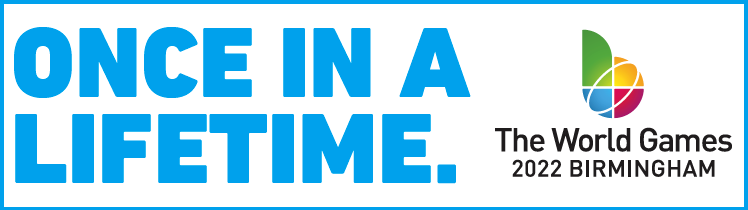 ONCE IN A
LIFETIME.
The World Games
2022 BIRMINGHAM